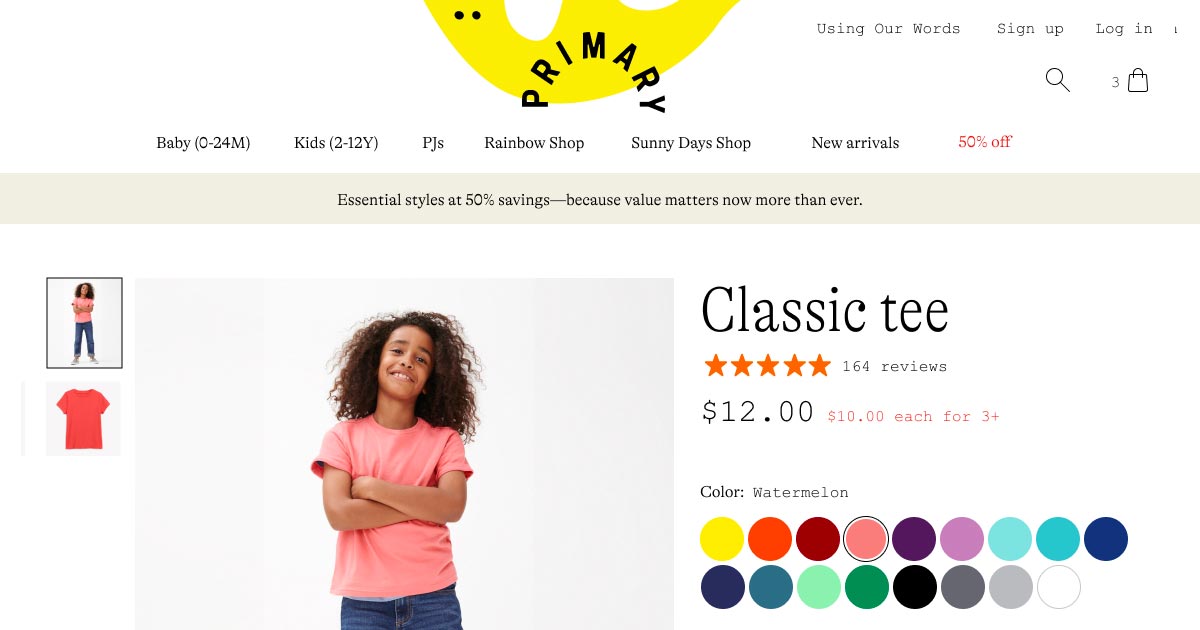 Using Our Words Sign up Log in
PRIMARY
3
Baby (0-24M) Kids (2-12Y) PJs Rainbow Shop Sunny Days Shop New arrivals 50% off
Essential styles at 50% savings—because value matters now more than ever.
Classic tee
164 reviews
$12.00 $10.00 each for 3+
Color: Watermelon